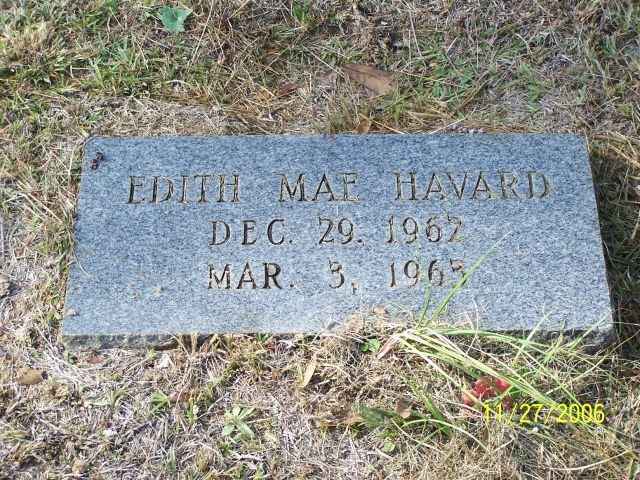 EDITH MAE HAVARD
DEC. 29. 1962
MAR. 3, 1963
11/27/2006